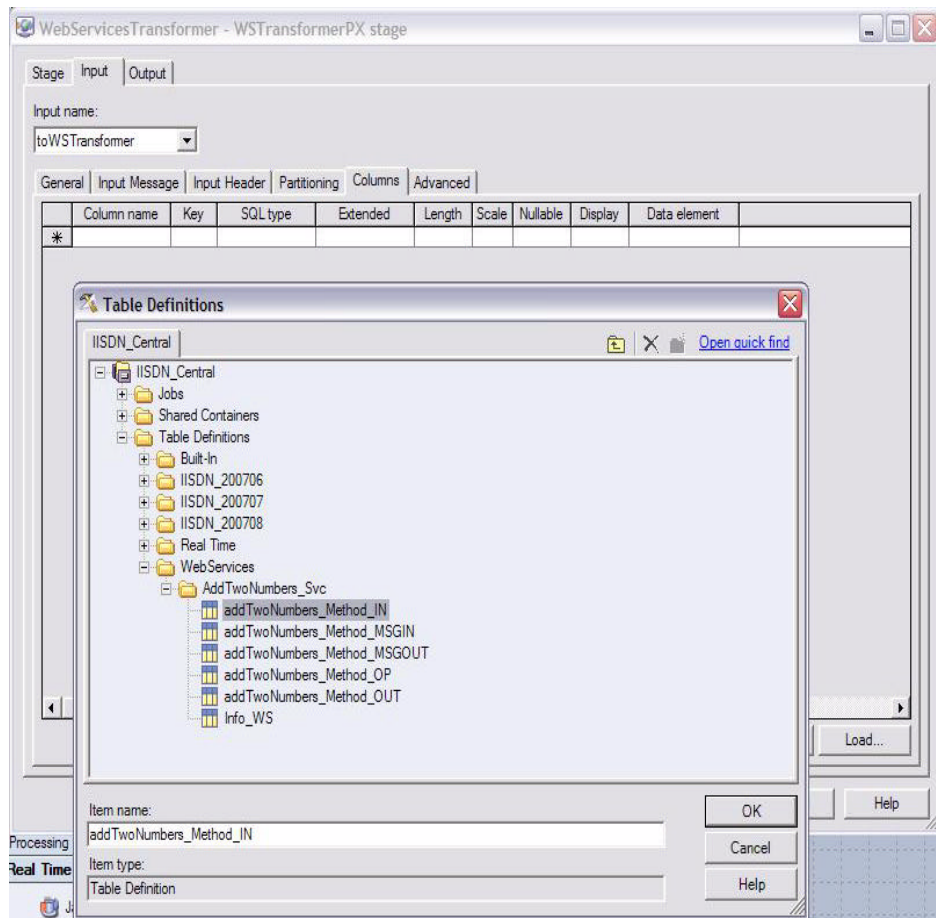 WebServicesTransformer - WSTransformerPX stage
Stage Input Output
Input name:
toWSTransformer
General Input Message Input Header Partitioning Columns Advanced
Column name Key SQL type Extended Length Scale Nullable Display Data element
Table Definitions
IISDN_Central Open quick find
IISDN_Central
Jobs
Shared Containers
Table Definitions
Built-In
IISDN_200706
IISDN_200707
IISDN_200708
Real Time
WebServices
AddTwoNumbers_Svc
addTwoNumbers_Method_IN
addTwoNumbers_Method_MSGIN
addTwoNumbers_Method_MSGOUT
addTwoNumbers_Method_OP
addTwoNumbers_Method_OUT
Info_WS
Load...
Item name:
OK
Help
addTwoNumbers_Method_IN
Processing
Cancel
Item type:
Real Time
Table Definition
Help